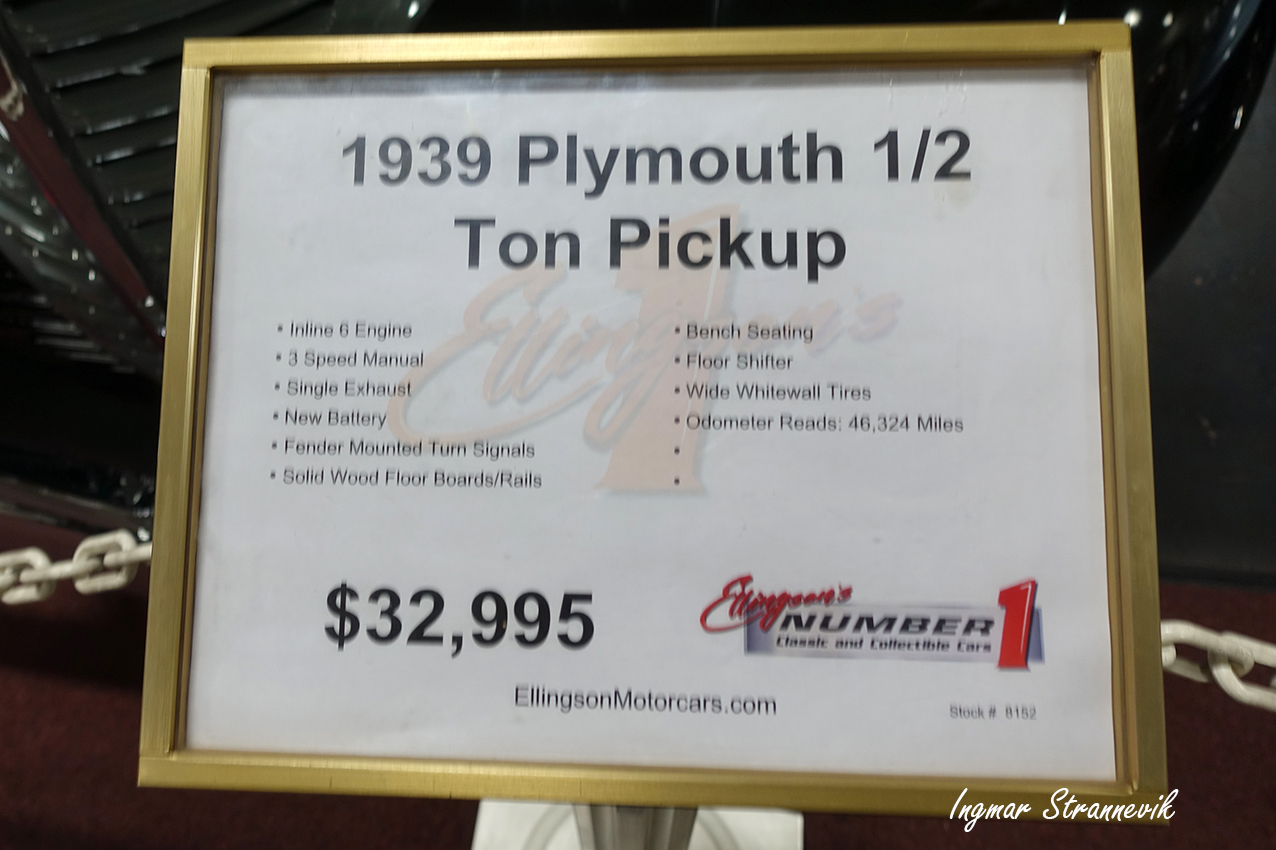 1939 Plymouth 1/2
Ton Pickup
• Inline 6 Engine
• 3 Speed Manual
• Single Exhaust
• New Battery
• Fender Mounted Turn Signals
• Solid Wood Floor Boards/Rails
• Bench Seating
• Floor Shifter
• Wide Whitewall Tires
• Odometer Reads: 46,324 Miles
•
•
Ellingson's
1
$32,995
Ellingson's
NUMBER 1
Classic and Collectible Cars
EllingsonMotorcars.com
Stock # 8152
Ingmar Strannevik